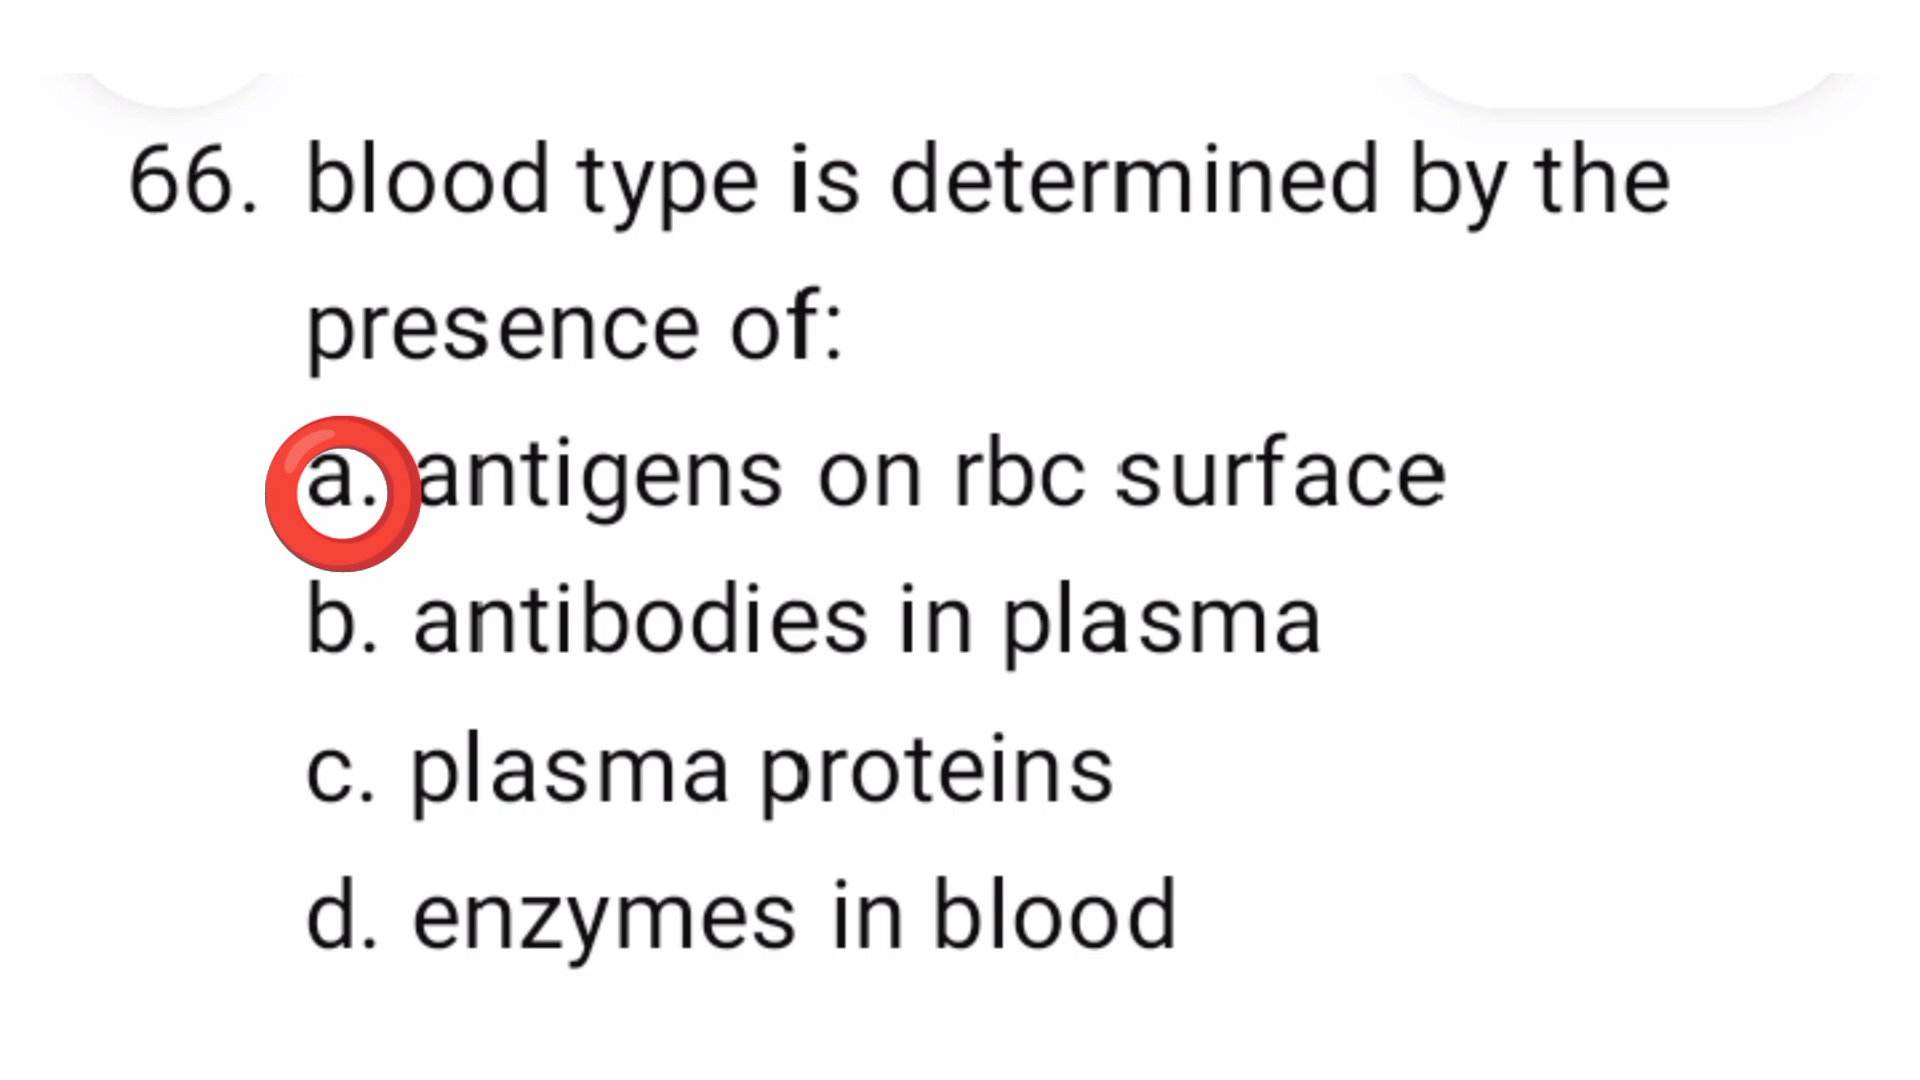 66. blood type is determined by the
presence of:
a. antigens on rbc surface
b. antibodies in plasma
c. plasma proteins
d. enzymes in blood